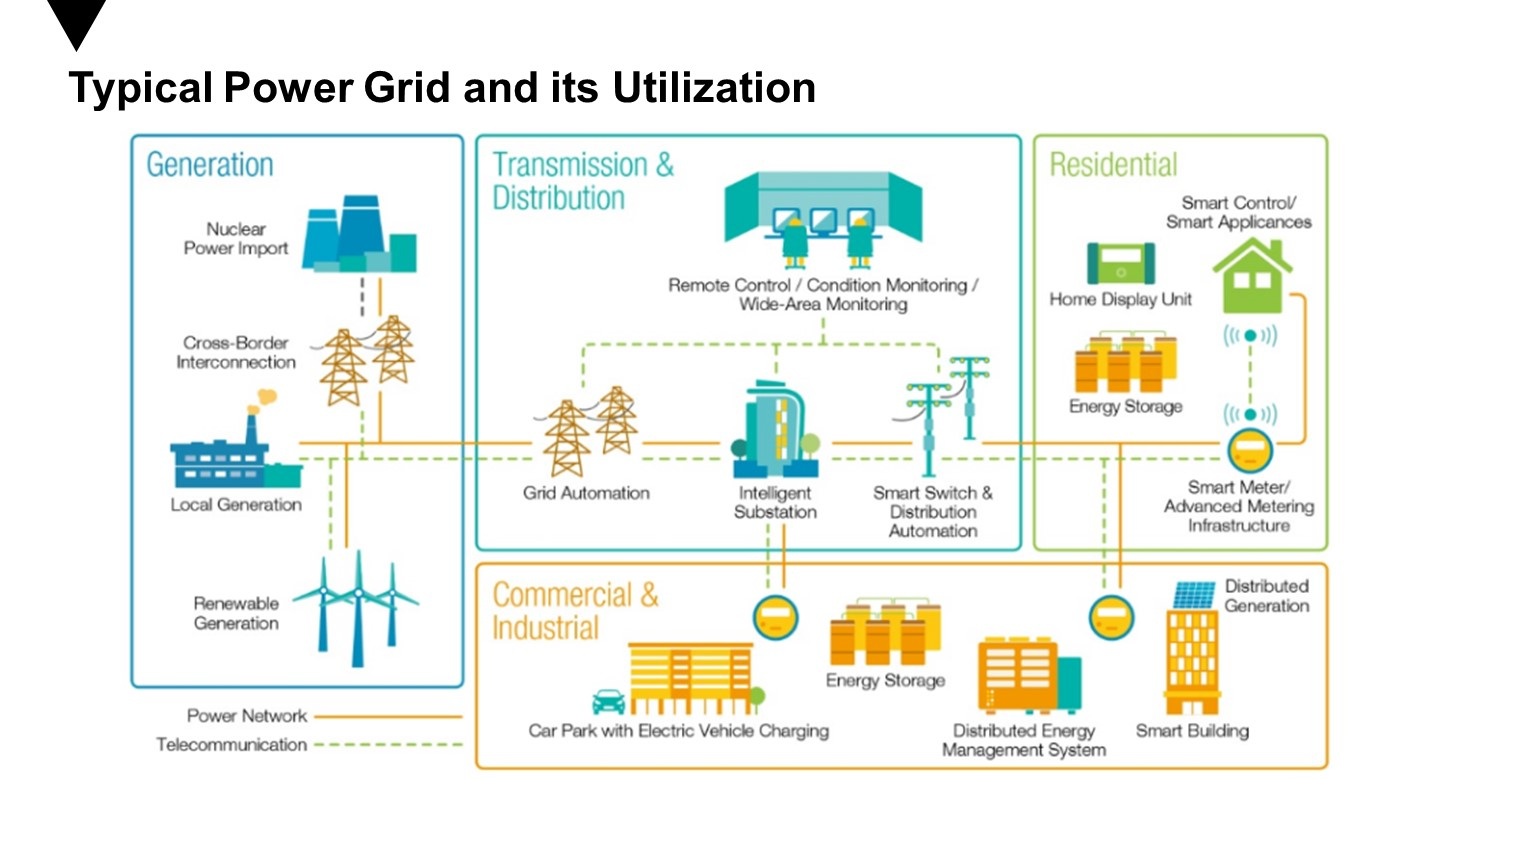 Typical Power Grid and its Utilization
Generation
Nuclear
Power Import
Cross-Border
Interconnection
Local Generation
Renewable
Generation
Power Network
Telecommunication
Transmission &
Distribution
Remote Control / Condition Monitoring /
Wide-Area Monitoring
Grid Automation
Intelligent
Substation
Smart Switch &
Distribution
Automation
Residential
Smart Control/
Smart Applicances
Home Display Unit
Energy Storage
Smart Meter/
Advanced Metering
Infrastructure
Commercial &
Industrial
Car Park with Electric Vehicle Charging
Energy Storage
Distributed Energy
Management System
Distributed
Generation
Smart Building